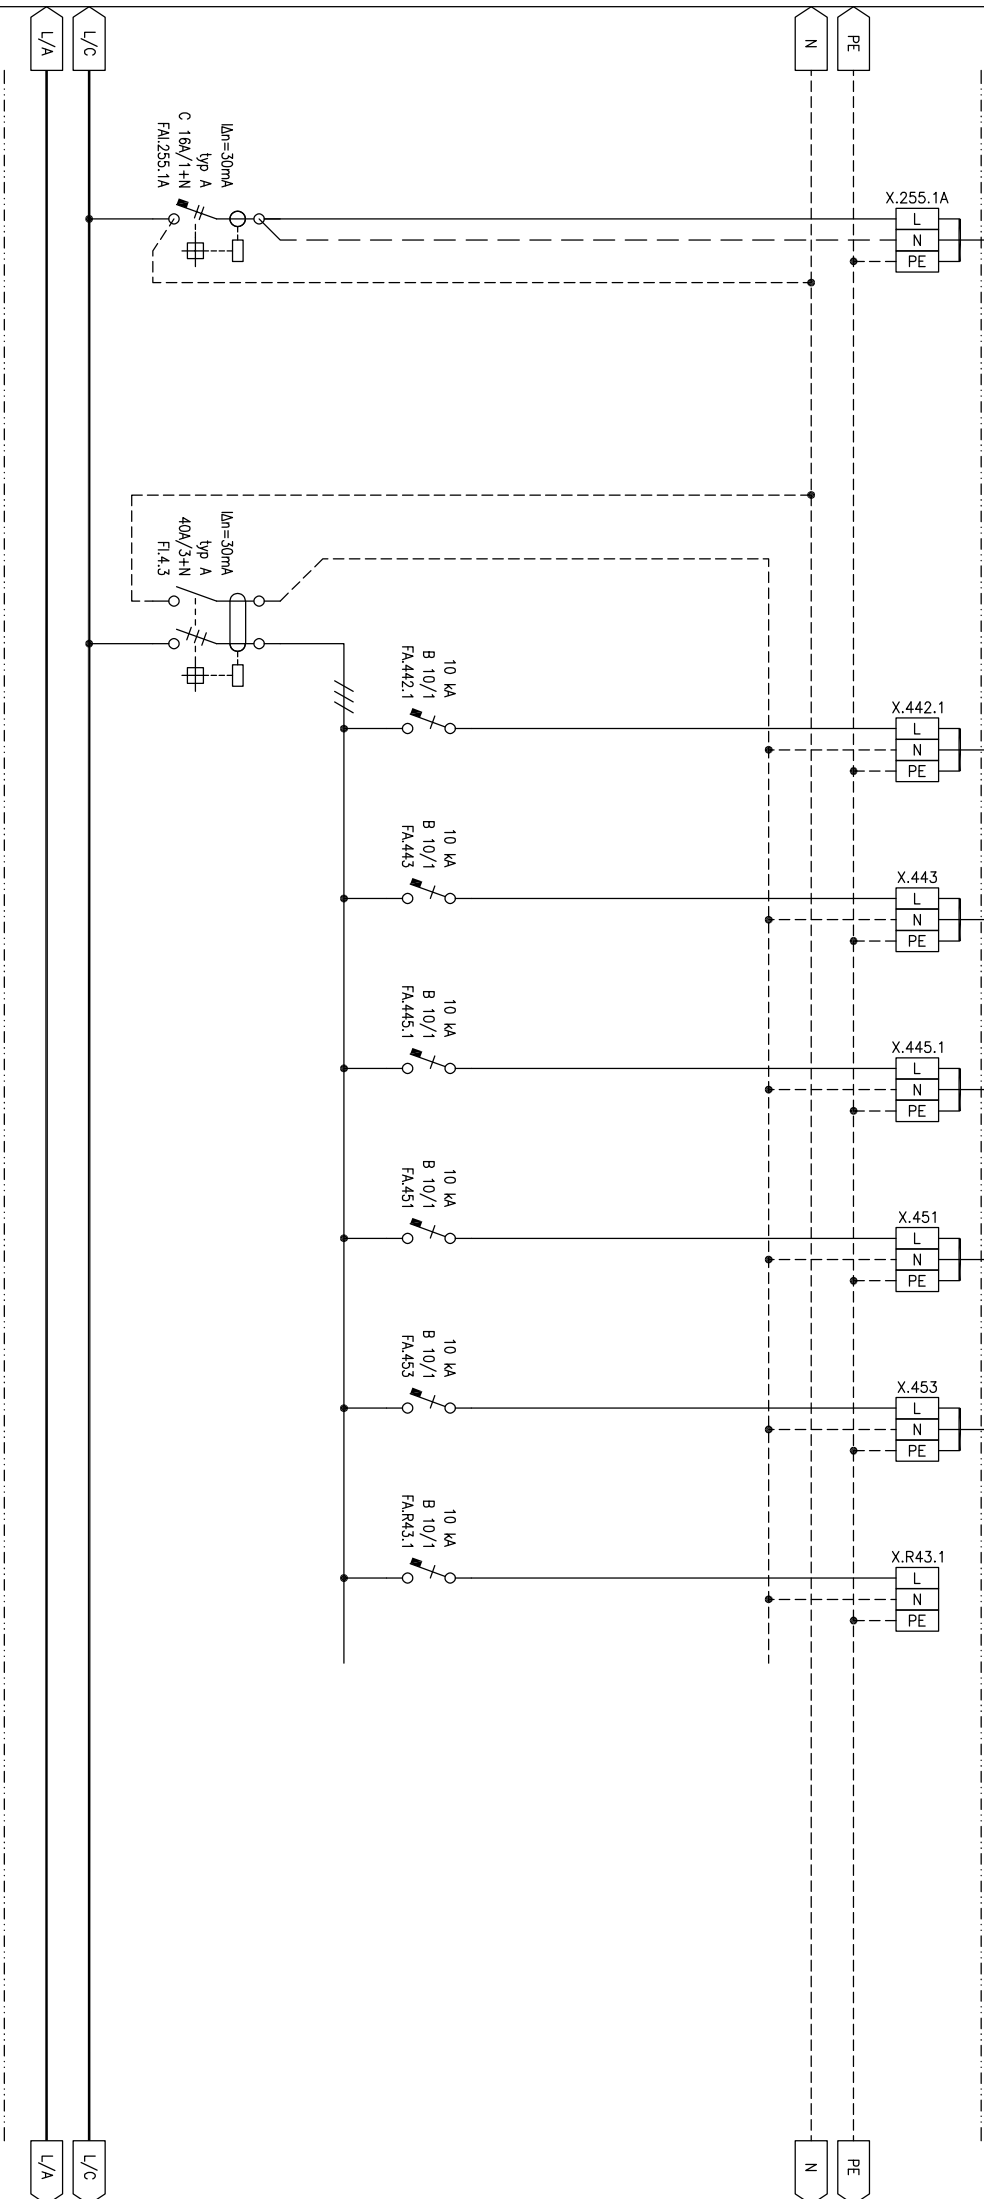 L/A
L/C
N
PE
IΔn=30mA
typ A
C 16A/1+N
FAI.255.1A
X.255.1A
L
N
PE
IΔn=30mA
typ A
40A/3+N
FI.4.3
10 kA
B 10/1
FA.442.1
X.442.1
L
N
PE
10 kA
B 10/1
FA.443
X.443
L
N
PE
10 kA
B 10/1
FA.445.1
X.445.1
L
N
PE
10 kA
B 10/1
FA.451
X.451
L
N
PE
10 kA
B 10/1
FA.453
X.453
L
N
PE
10 kA
B 10/1
FA.R43.1
X.R43.1
L
N
PE
L/A
L/C
N
PE